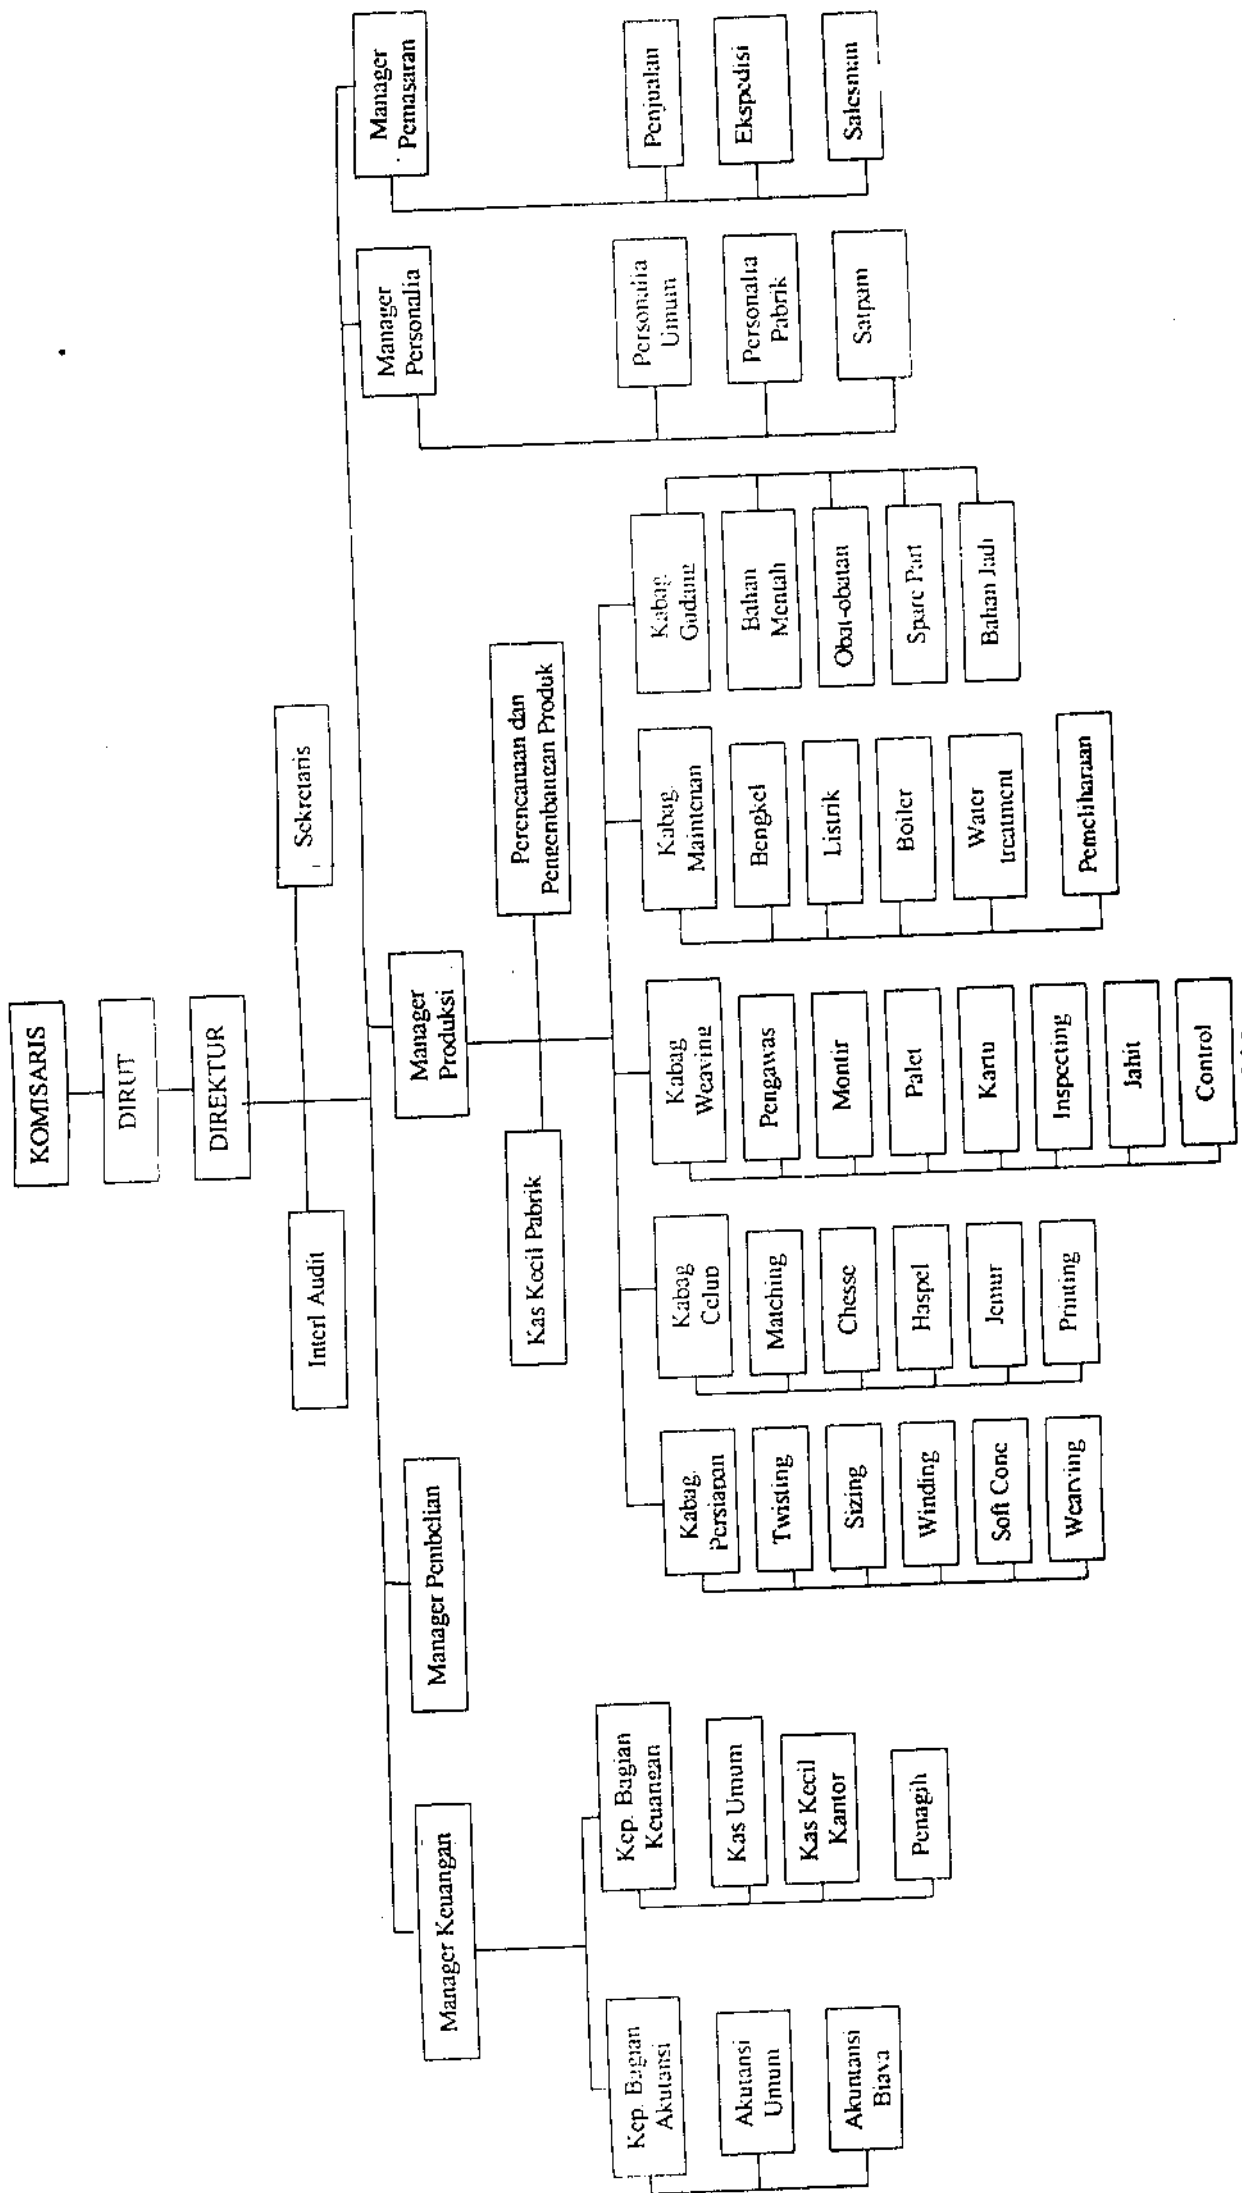 KOMISARIS
DIRUT
DIREKTUR
Interl Audit
Sekretaris
Manager Keuangan
Manager Pembelian
Manager
Produksi
Manager
Personalia
Manager
Pemasaran
Kas Kecil Pabrik
Perencanaan dan
Pengembangan Produk
Kep. Bagian
Akutansi
Akutansi
Umum
Akuntansi
Biaya
Kep. Bagian
Keuangan
Kas Umum
Kas Kecil
Kantor
Penagih
Kabag.
Persiapan
Twisting
Sizing
Winding
Soft Cone
Wearving
Kabag
Celup
Matching
Chesse
Haspel
Jemur
Printing
Kabag
Weaving
Pengawas
Montir
Palet
Kartu
Inspecting
Jahit
Control
Kabag.
Maintenan
Bengkel
Listrik
Boiler
Water
treatment
Pemeliharaan
Kabag.
Gudang
Bahan
Mentah
Obat-obatan
Spare Part
Bahan Jadi
Personalia
Umum
Personalia
Pabrik
Satpam
Penjualan
Ekspedisi
Salesman